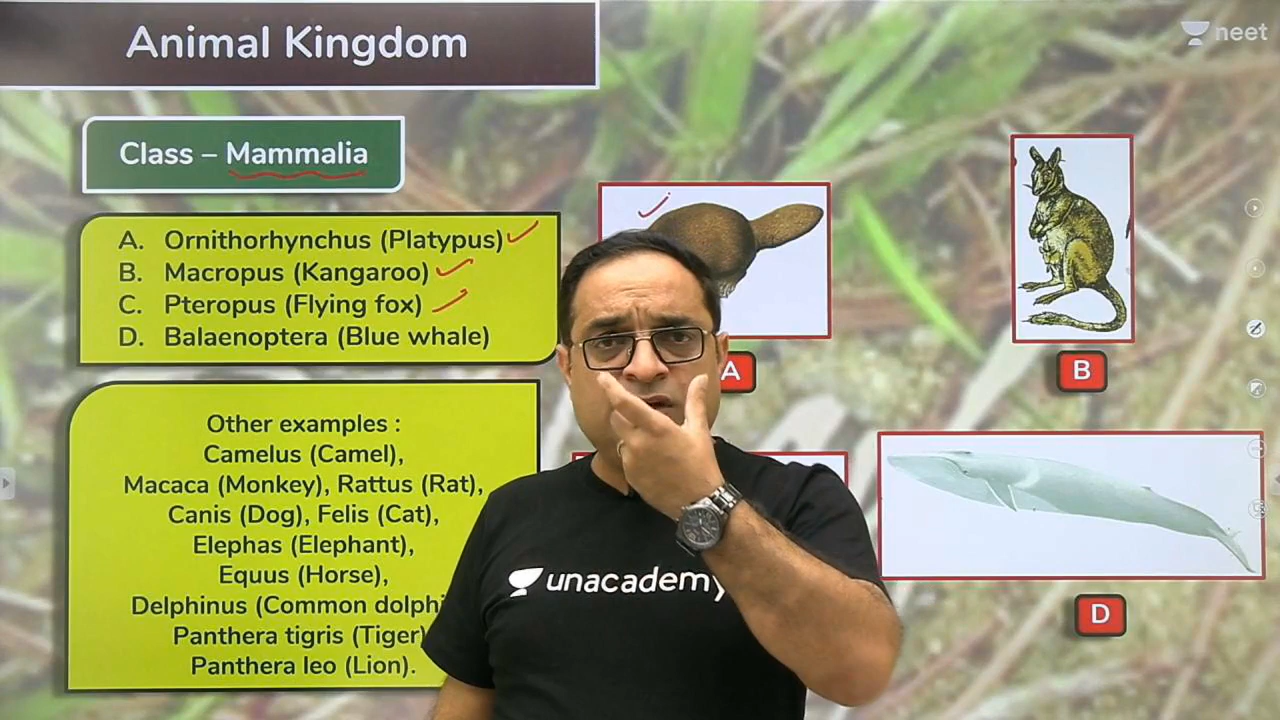 Animal Kingdom
neet
Class – Mammalia
A. Ornithorhynchus (Platypus)
B. Macropus (Kangaroo)
C. Pteropus (Flying fox)
D. Balaenoptera (Blue whale)
Other examples :
Camelus (Camel),
Macaca (Monkey), Rattus (Rat),
Canis (Dog), Felis (Cat),
Elephas (Elephant),
Equus (Horse),
Delphinus (Common dolphi
Panthera tigris (Tiger)
Panthera leo (Lion).
A
B
D
unacademy